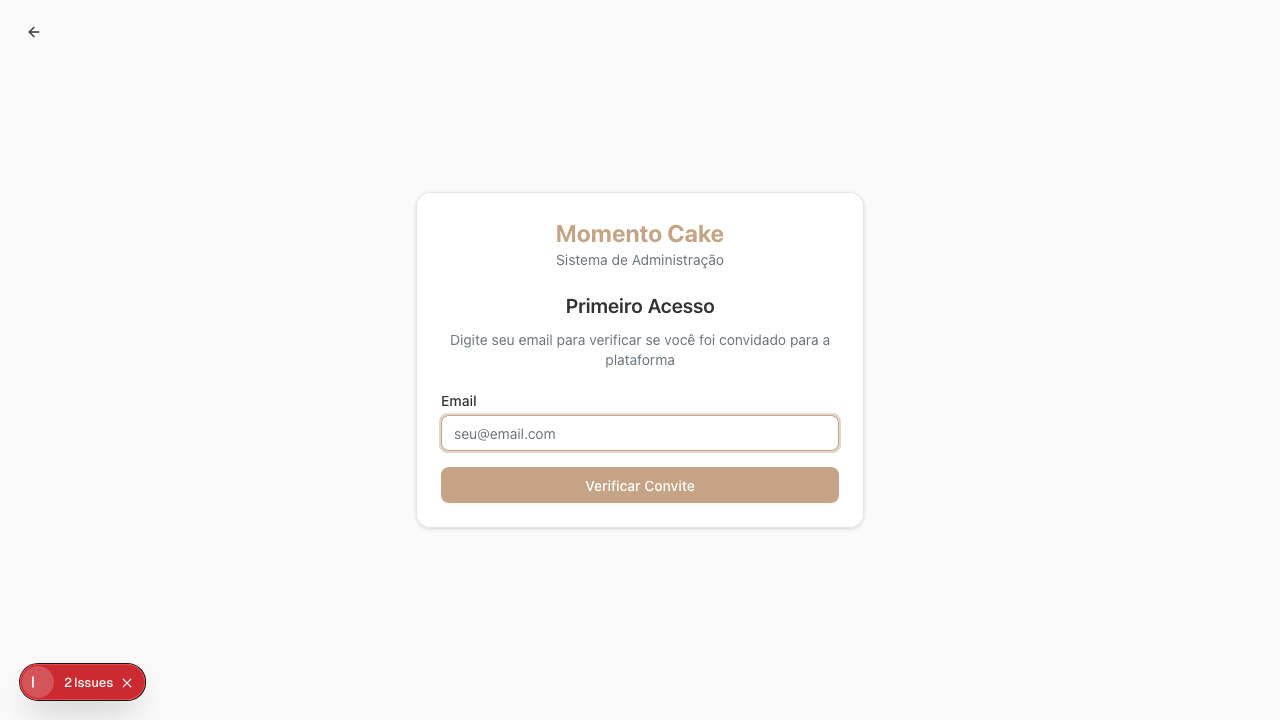 Momento Cake
Sistema de Administração
Primeiro Acesso
Digite seu email para verificar se você foi convidado para a
plataforma
Email
seu@email.com
Verificar Convite
2 Issues